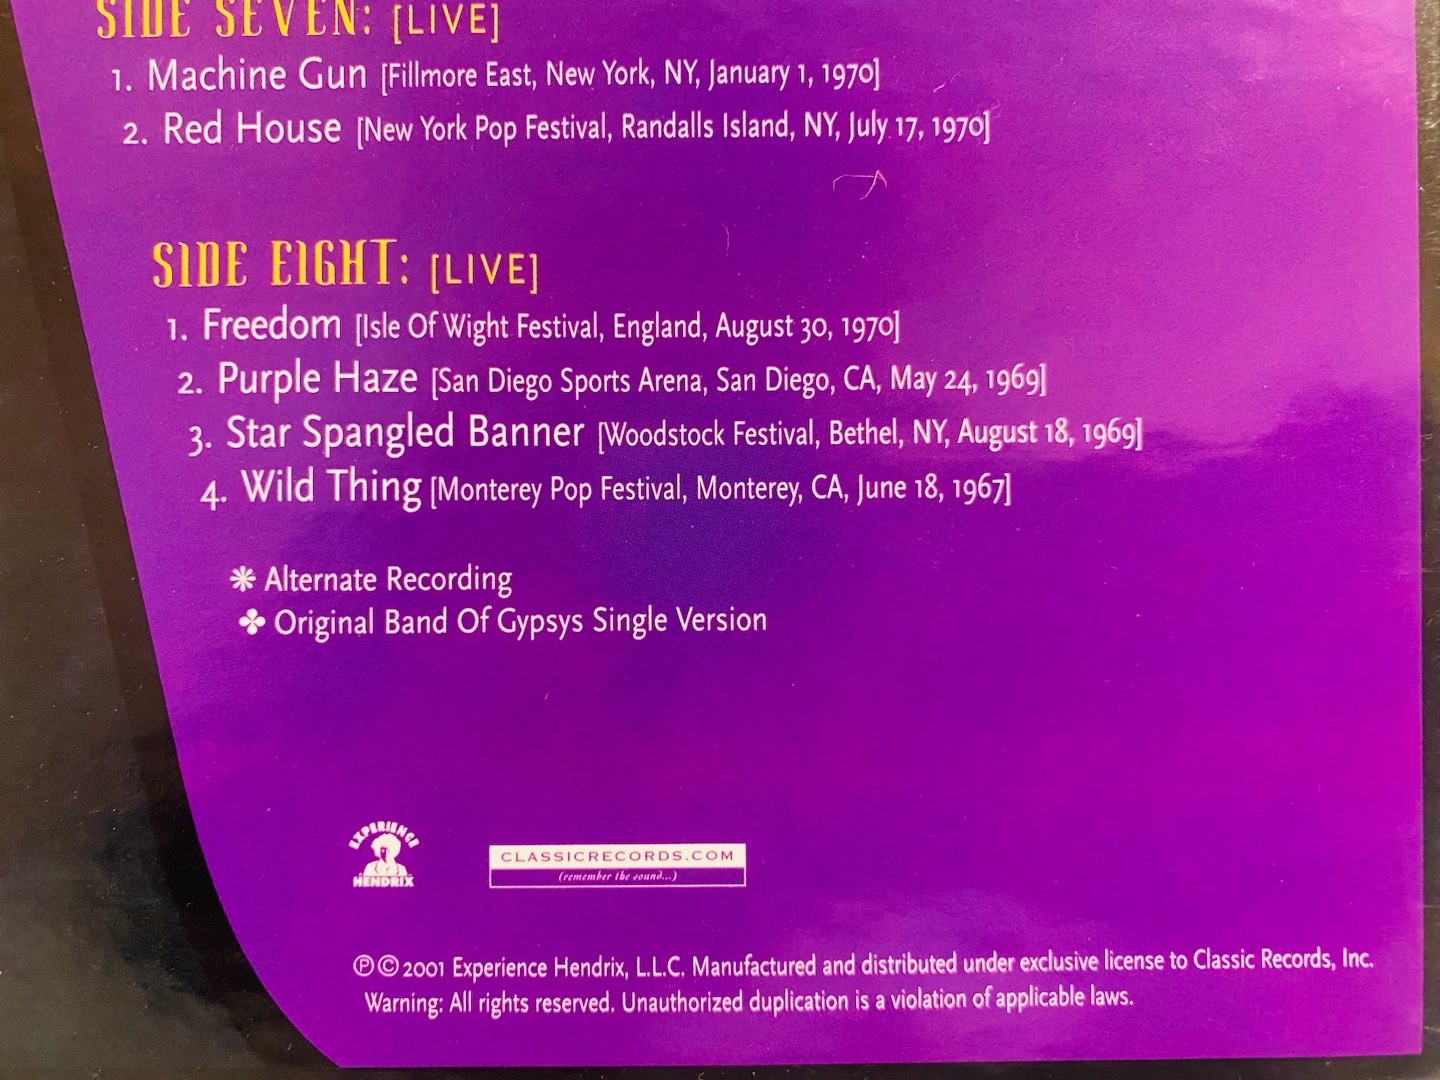 SIDE SEVEN: [LIVE]
1. Machine Gun [Fillmore East, New York, NY, January 1, 1970]
2. Red House [New York Pop Festival, Randalls Island, NY, July 17, 1970]
SIDE EIGHT: [LIVE]
1. Freedom [Isle Of Wight Festival, England, August 30, 1970]
2. Purple Haze [San Diego Sports Arena, San Diego, CA, May 24, 1969]
3. Star Spangled Banner [Woodstock Festival, Bethel, NY, August 18, 1969]
4. Wild Thing [Monterey Pop Festival, Monterey, CA, June 18, 1967]
❋ Alternate Recording
✤ Original Band Of Gypsys Single Version
EXPERIENCE
HENDRIX
CLASSICRECORDS.COM
(remember the sound...)
℗ © 2001 Experience Hendrix, L.L.C. Manufactured and distributed under exclusive license to Classic Records, Inc.
Warning: All rights reserved. Unauthorized duplication is a violation of applicable laws.